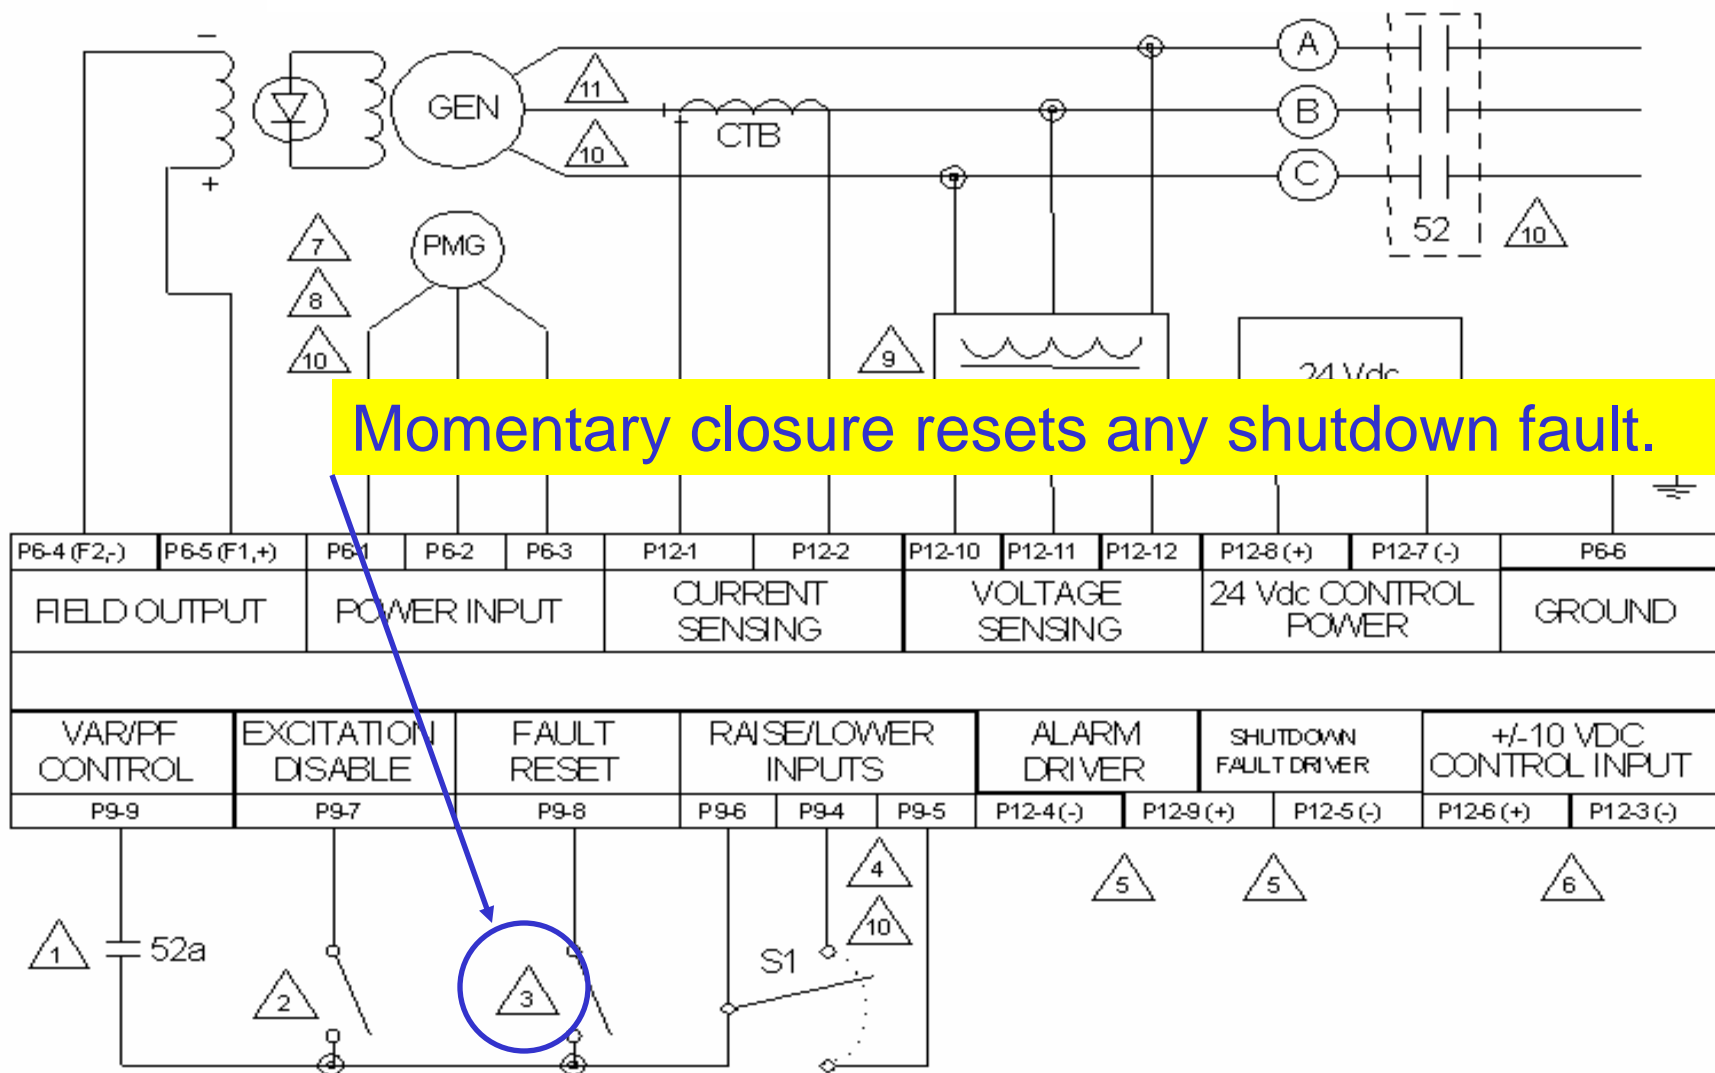 −
A
GEN
11
B
CTB
10
+
C
52
10
7
PMG
8
9
10
24 Vdc
Momentary closure resets any shutdown fault.
P6-4 (F2,-) P6-5 (F1,+) P6-1 P6-2 P6-3 P12-1 P12-2 P12-10 P12-11 P12-12 P12-8 (+) P12-7 (-) P6-6
FIELD OUTPUT POWER INPUT CURRENT SENSING VOLTAGE SENSING 24 Vdc CONTROL POWER GROUND
VAR/PF CONTROL EXCITATION DISABLE FAULT RESET RAISE/LOWER INPUTS ALARM DRIVER SHUTDOWN FAULT DRIVER +/-10 VDC CONTROL INPUT
P9-9 P9-7 P9-8 P9-6 P9-4 P9-5 P12-4 (-) P12-9 (+) P12-5 (-) P12-6 (+) P12-3 (-)
4
5 5 6
10
1 52a
S1
2
3